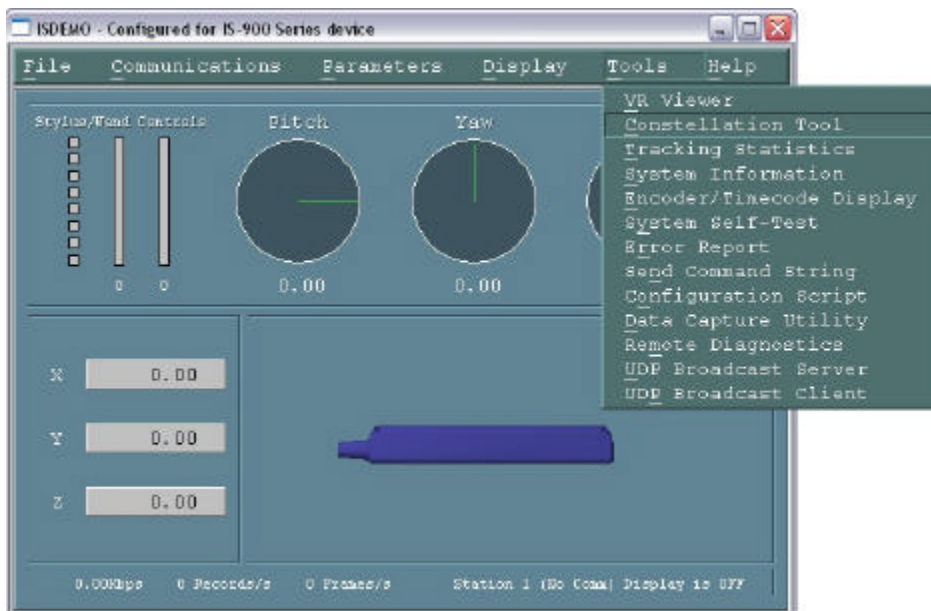 ISDEMO - Configured for IS-900 Series device
File Communications Parameters Display Tools Help
VR Viewer
Constellation Tool
Tracking Statistics
System Information
Encoder/Timecode Display
System Self-Test
Error Report
Send Command String
Configuration Script
Data Capture Utility
Remote Diagnostics
UDP Broadcast Server
UDP Broadcast Client
Stylus/Wand Controls
Pitch Yaw
0 0
0.00 0.00
X 0.00
Y 0.00
Z 0.00
0.00Kbps 0 Records/s 0 Frames/s Station 1 (No Comm) Display is OFF